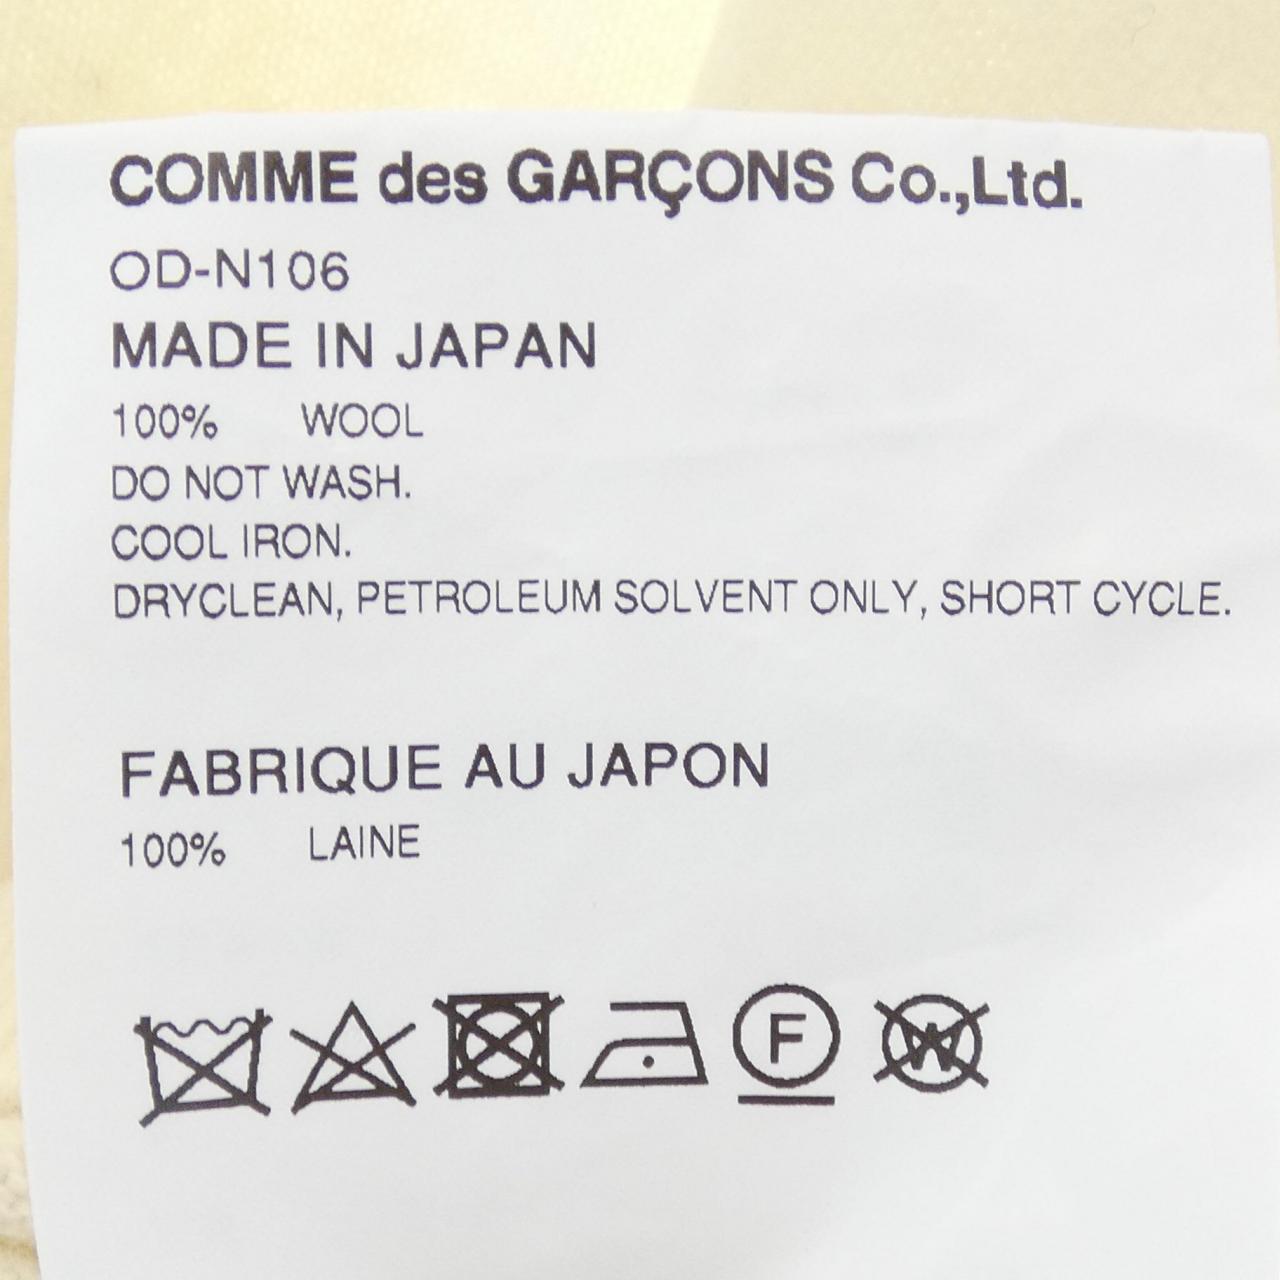 COMME des GARÇONS Co.,Ltd.
OD-N106
MADE IN JAPAN
100% WOOL
DO NOT WASH.
COOL IRON.
DRYCLEAN, PETROLEUM SOLVENT ONLY, SHORT CYCLE.
FABRIQUE AU JAPON
100% LAINE
F W